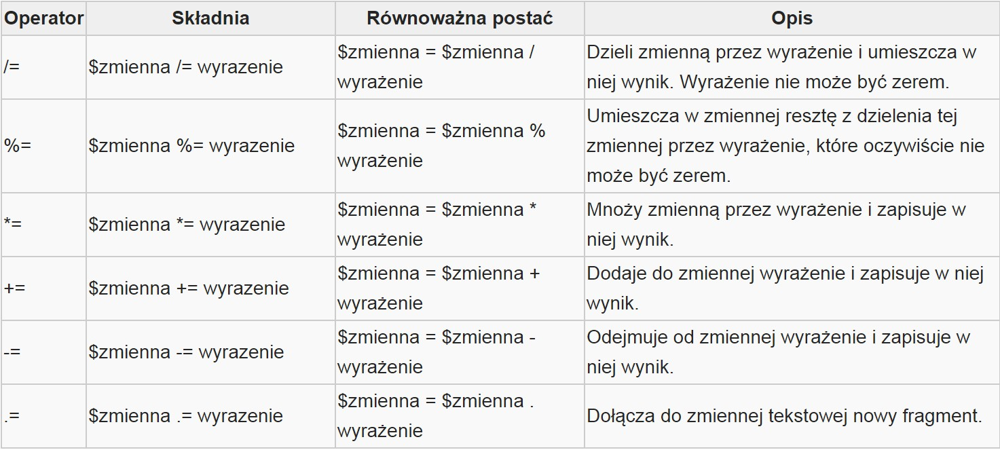 Operator Składnia Równoważna postać Opis
/= $zmienna /= wyrazenie $zmienna = $zmienna / wyrażenie Dzieli zmienną przez wyrażenie i umieszcza w niej wynik. Wyrażenie nie może być zerem.
%= $zmienna %= wyrazenie $zmienna = $zmienna % wyrażenie Umieszcza w zmiennej resztę z dzielenia tej zmiennej przez wyrażenie, które oczywiście nie może być zerem.
*= $zmienna *= wyrazenie $zmienna = $zmienna * wyrażenie Mnoży zmienną przez wyrażenie i zapisuje w niej wynik.
+= $zmienna += wyrazenie $zmienna = $zmienna + wyrażenie Dodaje do zmiennej wyrażenie i zapisuje w niej wynik.
-= $zmienna -= wyrazenie $zmienna = $zmienna - wyrażenie Odejmuje od zmiennej wyrażenie i zapisuje w niej wynik.
.= $zmienna .= wyrazenie $zmienna = $zmienna . wyrażenie Dołącza do zmiennej tekstowej nowy fragment.